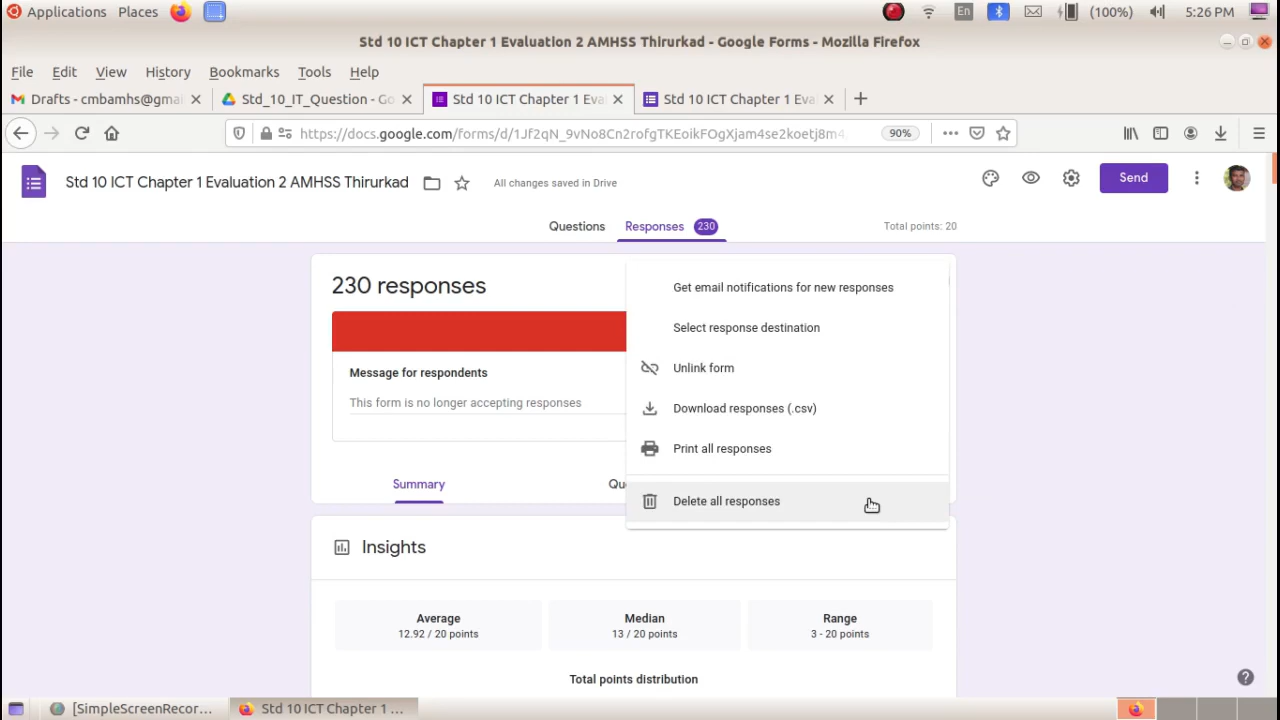 Applications Places En (100%) 5:26 PM
Std 10 ICT Chapter 1 Evaluation 2 AMHSS Thirurkad - Google Forms - Mozilla Firefox
File Edit View History Bookmarks Tools Help
Drafts - cmbamhs@gmai Std_10_IT_Question - Go Std 10 ICT Chapter 1 Eval Std 10 ICT Chapter 1 Eval
https://docs.google.com/forms/d/1Jf2qN_9vNo8Cn2rofgTKEoikFOgXjam4se2koetj8m4 90%
Std 10 ICT Chapter 1 Evaluation 2 AMHSS Thirurkad All changes saved in Drive Send
Questions Responses 230 Total points: 20
230 responses
Get email notifications for new responses
Select response destination
Message for respondents
Unlink form
This form is no longer accepting responses
Download responses (.csv)
Print all responses
Summary Qu
Delete all responses
Insights
Average Median Range
12.92 / 20 points 13 / 20 points 3 - 20 points
Total points distribution
[SimpleScreenRecor... Std 10 ICT Chapter 1 ...